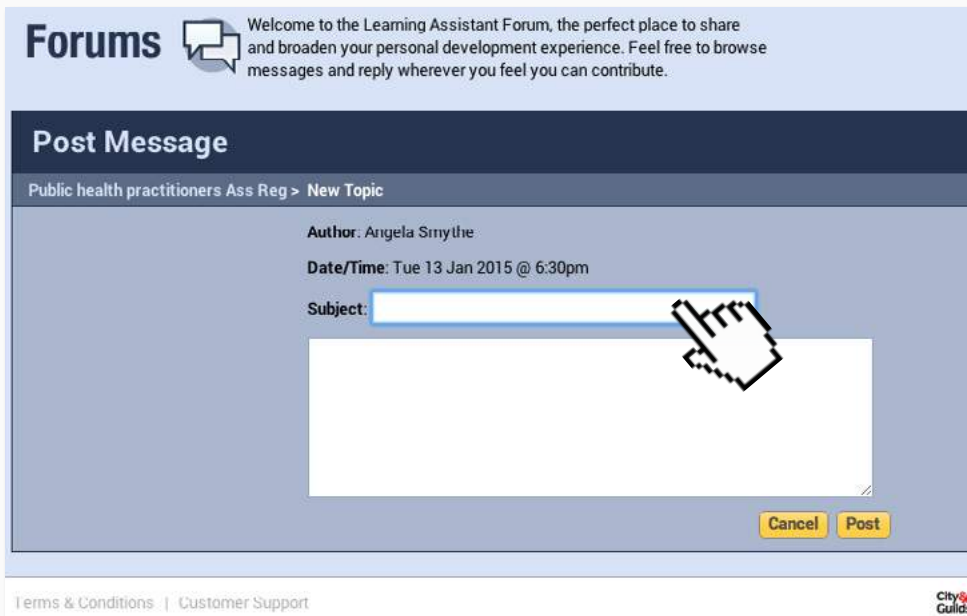 Forums
Welcome to the Learning Assistant Forum, the perfect place to share
and broaden your personal development experience. Feel free to browse
messages and reply wherever you feel you can contribute.
Post Message
Public health practitioners Ass Reg > New Topic
Author: Angela Smythe
Date/Time: Tue 13 Jan 2015 @ 6:30pm
Subject:
Cancel Post
Terms & Conditions | Customer Support
City&
Guild